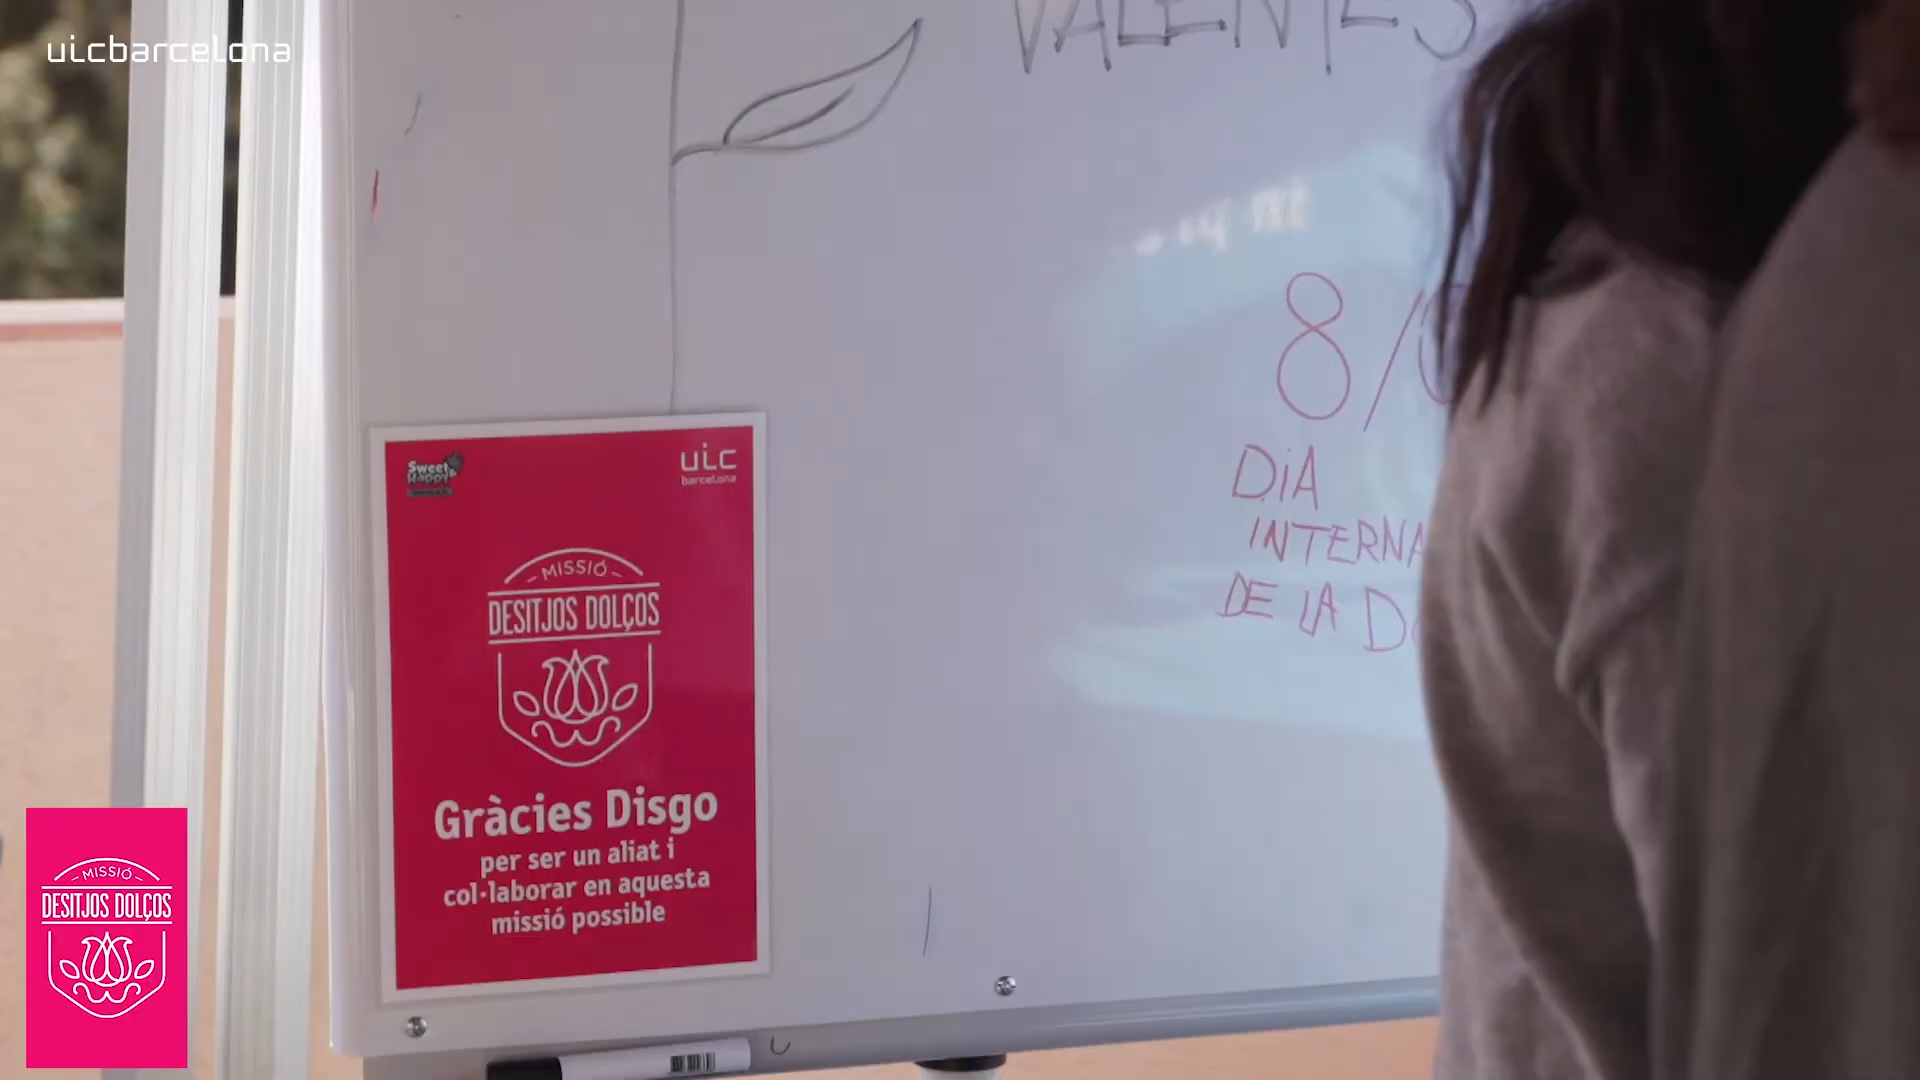 uicbarcelona
VALENTES
8/
DIA
INTERNA
DE LA D
Sweet
Happy
uic
barcelona
MISSIÓ
DESITJOS DOLÇOS
Gràcies Disgo
per ser un aliat i
col·laborar en aquesta
missió possible
MISSIÓ
DESITJOS DOLÇOS